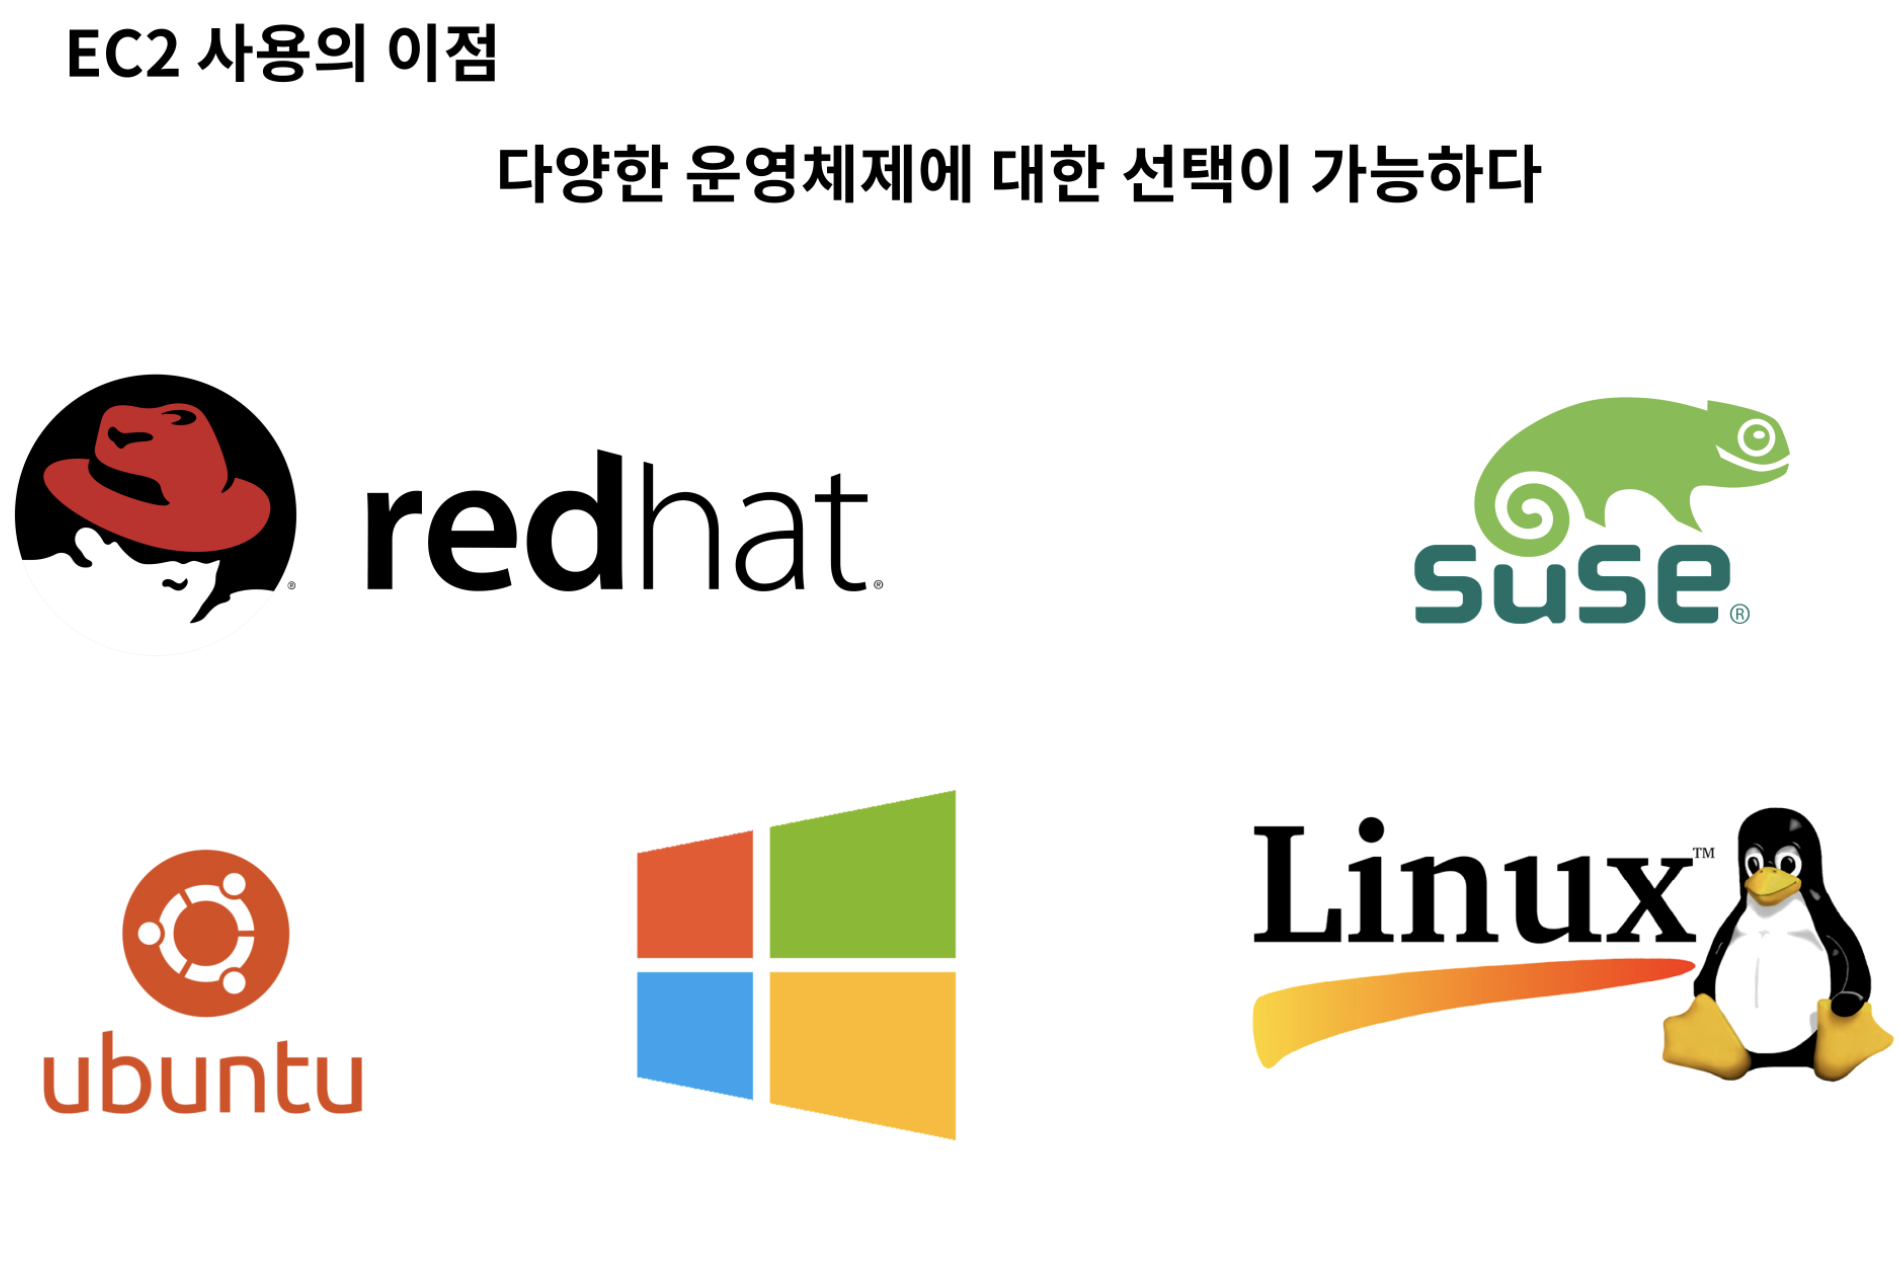 EC2 사용의 이점
다양한 운영체제에 대한 선택이 가능하다
redhat®
suse®
ubuntu
Linux™